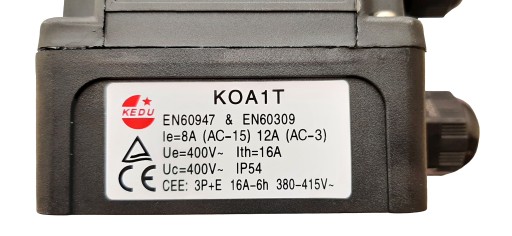 KOA1T
KEDU
EN60947 & EN60309
Ie=8A (AC-15) 12A (AC-3)
Ue=400V~ Ith=16A
Uc=400V~ IP54
CE
CEE: 3P+E 16A-6h 380-415V~